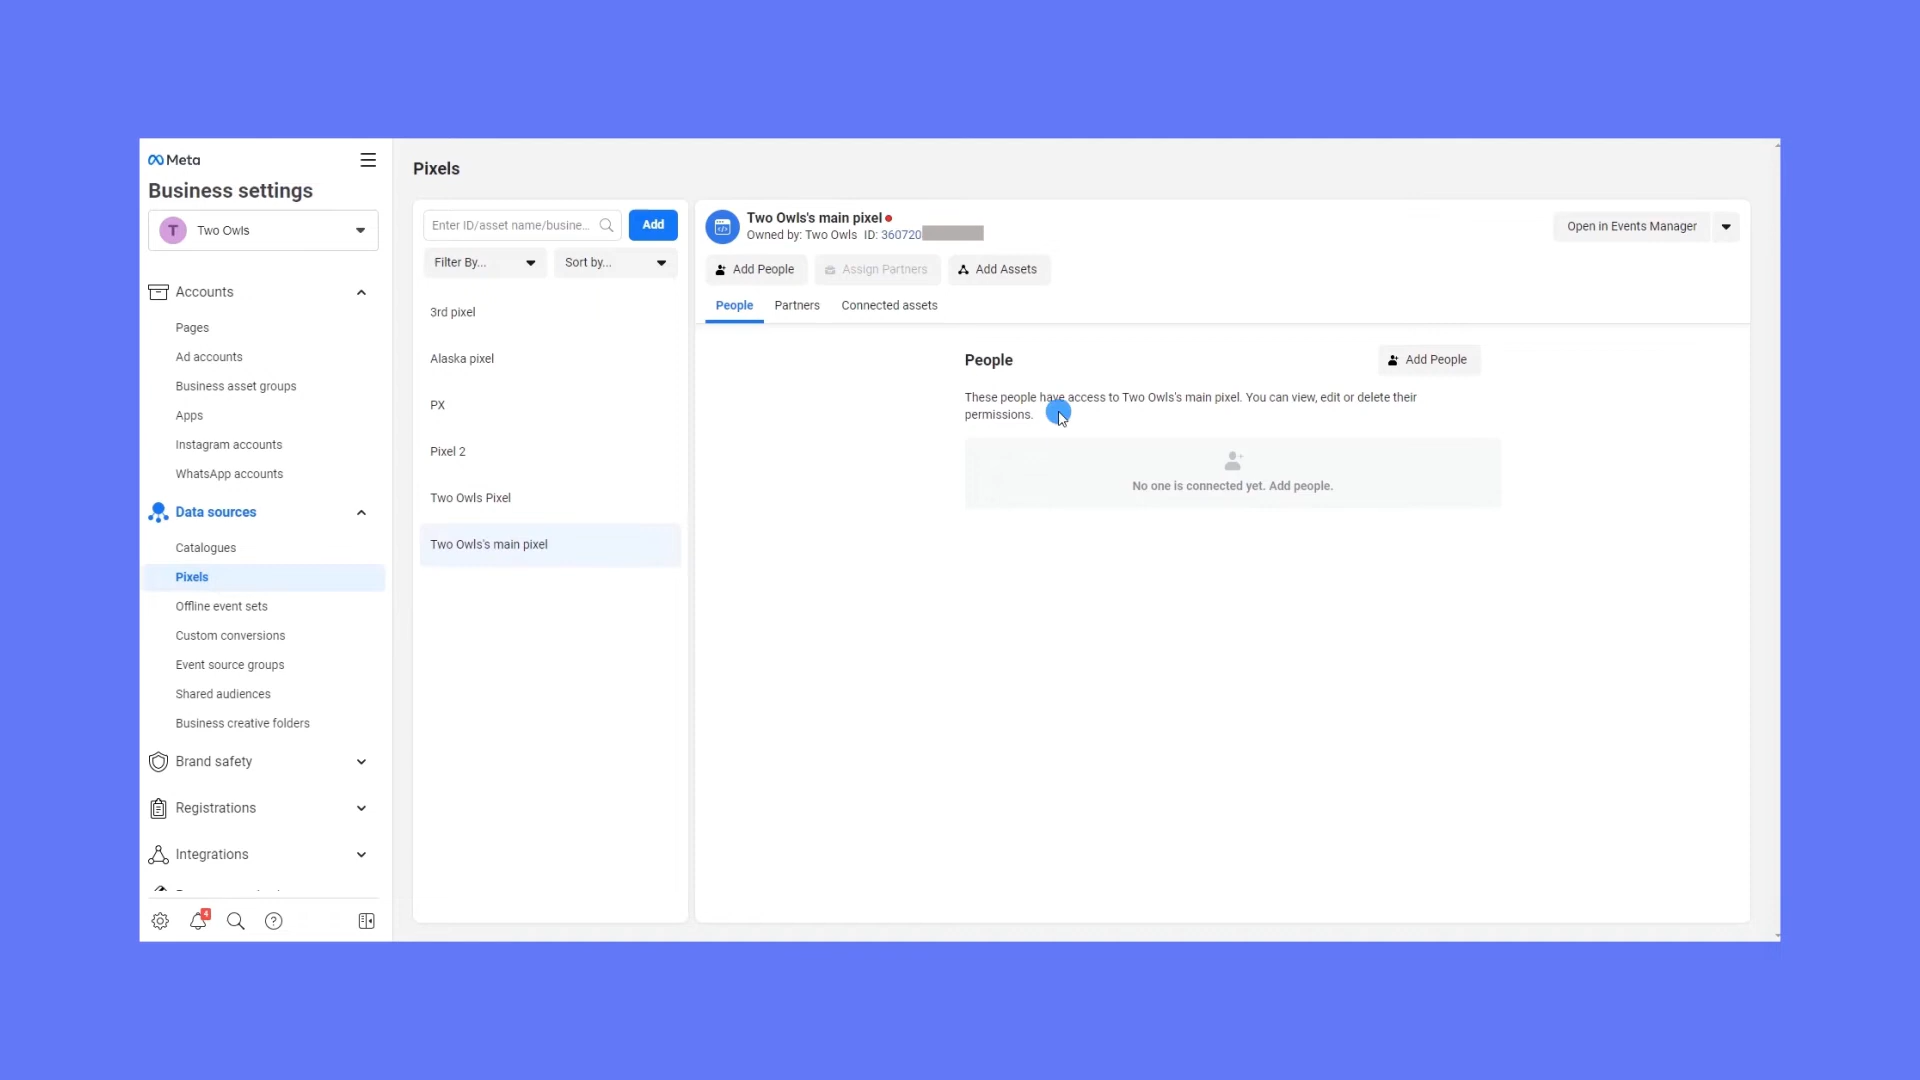 Meta
Business settings
T
Two Owls
Accounts
Pages
Ad accounts
Business asset groups
Apps
Instagram accounts
WhatsApp accounts
Data sources
Catalogues
Pixels
Offline event sets
Custom conversions
Event source groups
Shared audiences
Business creative folders
Brand safety
Registrations
Integrations
4
Pixels
Enter ID/asset name/busine...
Add
Filter By...
Sort by...
3rd pixel
Alaska pixel
PX
Pixel 2
Two Owls Pixel
Two Owls's main pixel
Two Owls's main pixel
Owned by: Two Owls ID: 360720
Open in Events Manager
Add People
Assign Partners
Add Assets
People
Partners
Connected assets
People
Add People
These people have access to Two Owls's main pixel. You can view, edit or delete their
permissions.
No one is connected yet. Add people.